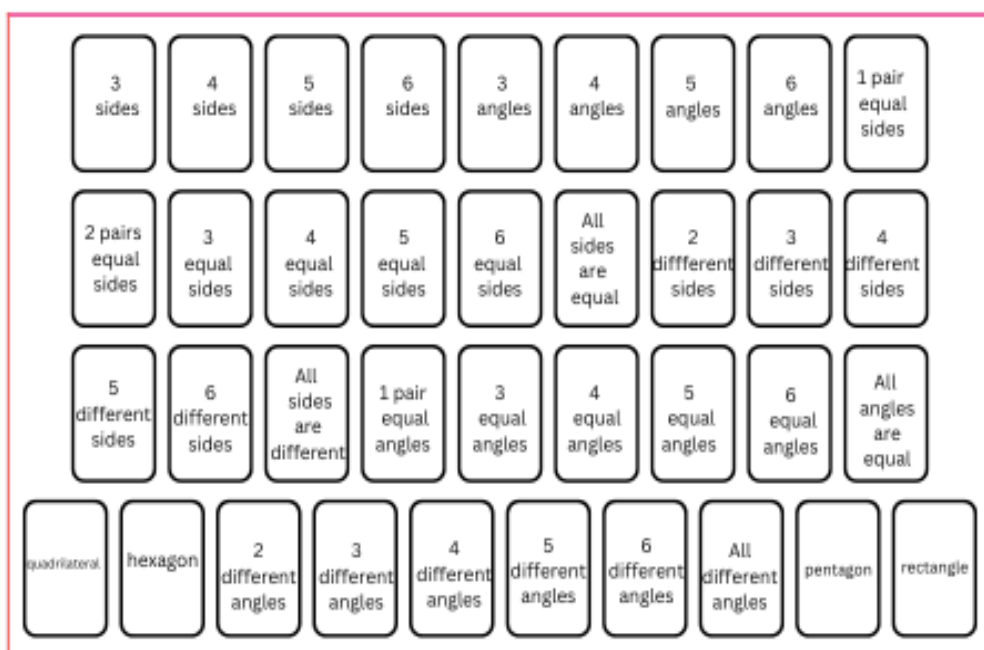 3
sides
4
sides
5
sides
6
sides
3
angles
4
angles
5
angles
6
angles
1 pair
equal
sides
2 pairs
equal
sides
3
equal
sides
4
equal
sides
5
equal
sides
6
equal
sides
All
sides
are
equal
2
diffferent
sides
3
different
sides
4
different
sides
5
different
sides
6
different
sides
All
sides
are
different
1 pair
equal
angles
3
equal
angles
4
equal
angles
5
equal
angles
6
equal
angles
All
angles
are
equal
quadrilateral
hexagon
2
different
angles
3
different
angles
4
different
angles
5
different
angles
6
different
angles
All
different
angles
pentagon
rectangle